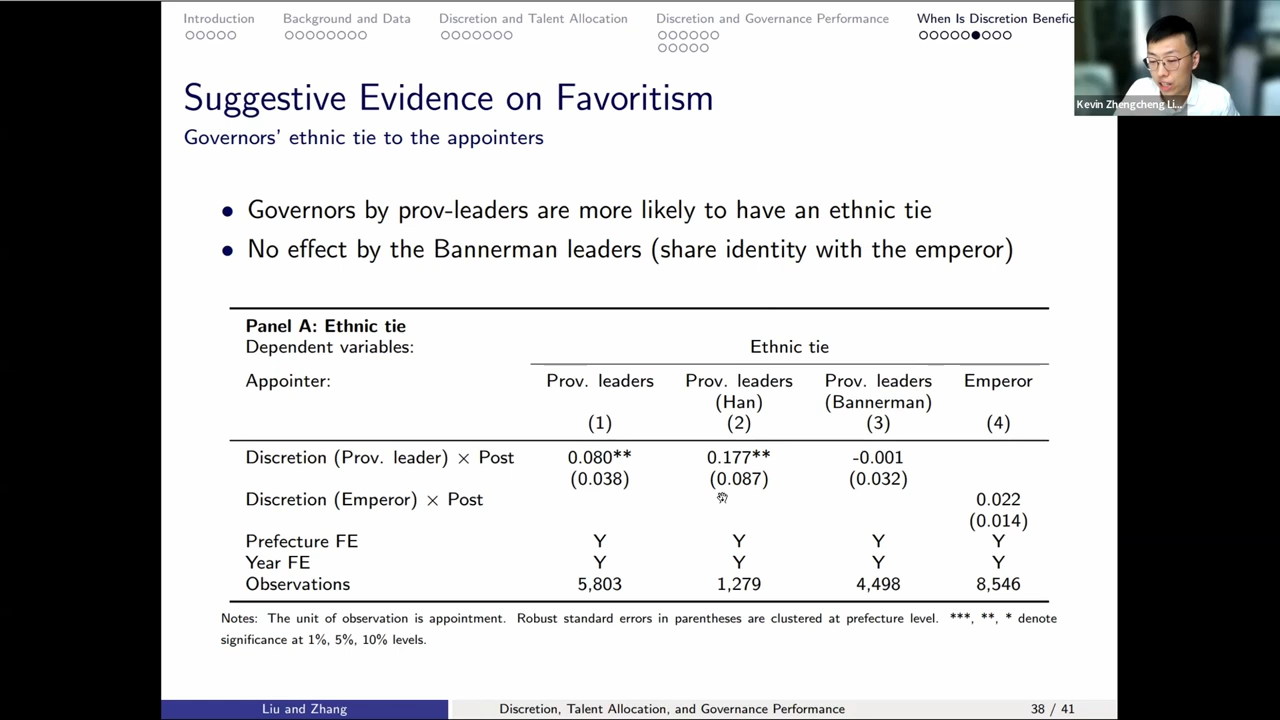 Introduction Background and Data Discretion and Talent Allocation Discretion and Governance Performance When Is Discretion Benefic
Kevin Zhengcheng Li...
Suggestive Evidence on Favoritism
Governors' ethnic tie to the appointers
• Governors by prov-leaders are more likely to have an ethnic tie
• No effect by the Bannerman leaders (share identity with the emperor)
Panel A: Ethnic tie
Dependent variables: Ethnic tie
Appointer: Prov. leaders Prov. leaders Prov. leaders Emperor
(Han) (Bannerman)
(1) (2) (3) (4)
Discretion (Prov. leader) × Post 0.080** 0.177** -0.001
(0.038) (0.087) (0.032)
Discretion (Emperor) × Post 0.022
(0.014)
Prefecture FE Y Y Y Y
Year FE Y Y Y Y
Observations 5,803 1,279 4,498 8,546
Notes: The unit of observation is appointment. Robust standard errors in parentheses are clustered at prefecture level. ***, **, * denote
significance at 1%, 5%, 10% levels.
Liu and Zhang Discretion, Talent Allocation, and Governance Performance 38 / 41